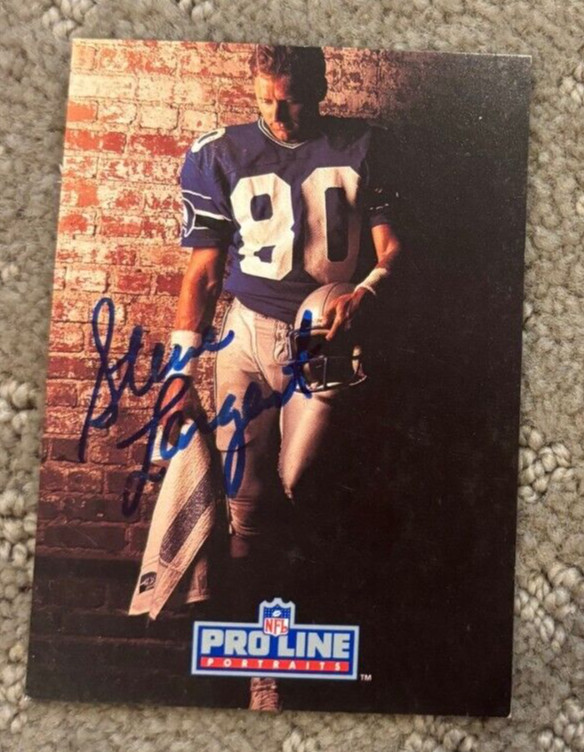 80
Steve
Largent
NFL
PRO LINE
PORTRAITS
TM